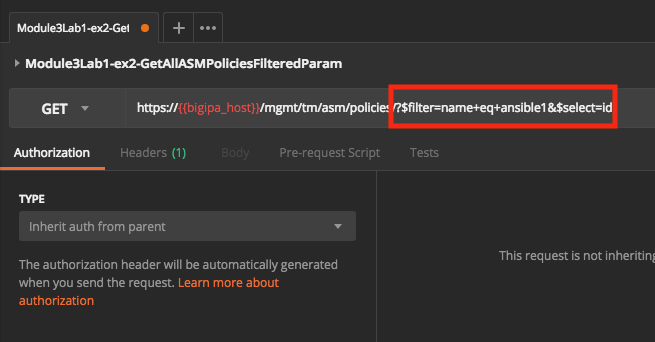 Module3Lab1-ex2-Get
Module3Lab1-ex2-GetAllASMPoliciesFilteredParam
GET https://{{bigipa_host}}/mgmt/tm/asm/policies/?$filter=name+eq+ansible1&$select=id
Authorization Headers (1) Body Pre-request Script Tests
TYPE
Inherit auth from parent
The authorization header will be automatically generated
when you send the request. Learn more about
authorization
This request is not inheriting